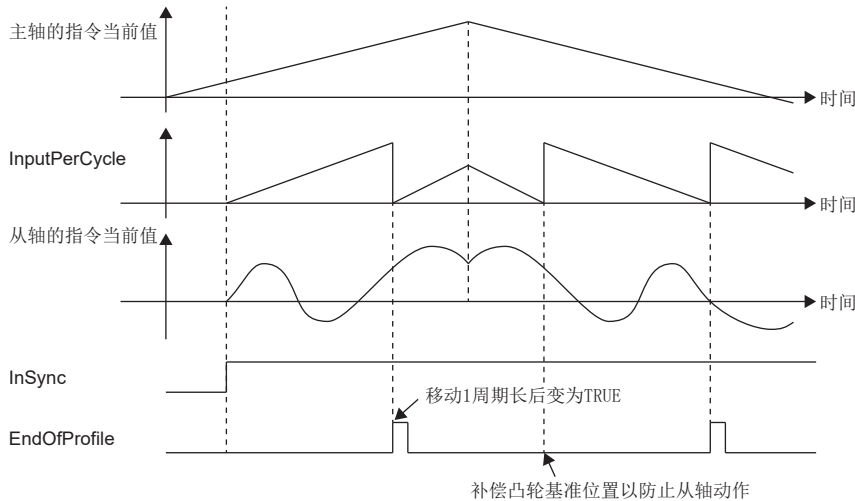 主轴的指令当前值
时间
InputPerCycle
时间
从轴的指令当前值
时间
InSync
移动1周期长后变为TRUE
EndOfProfile
补偿凸轮基准位置以防止从轴动作